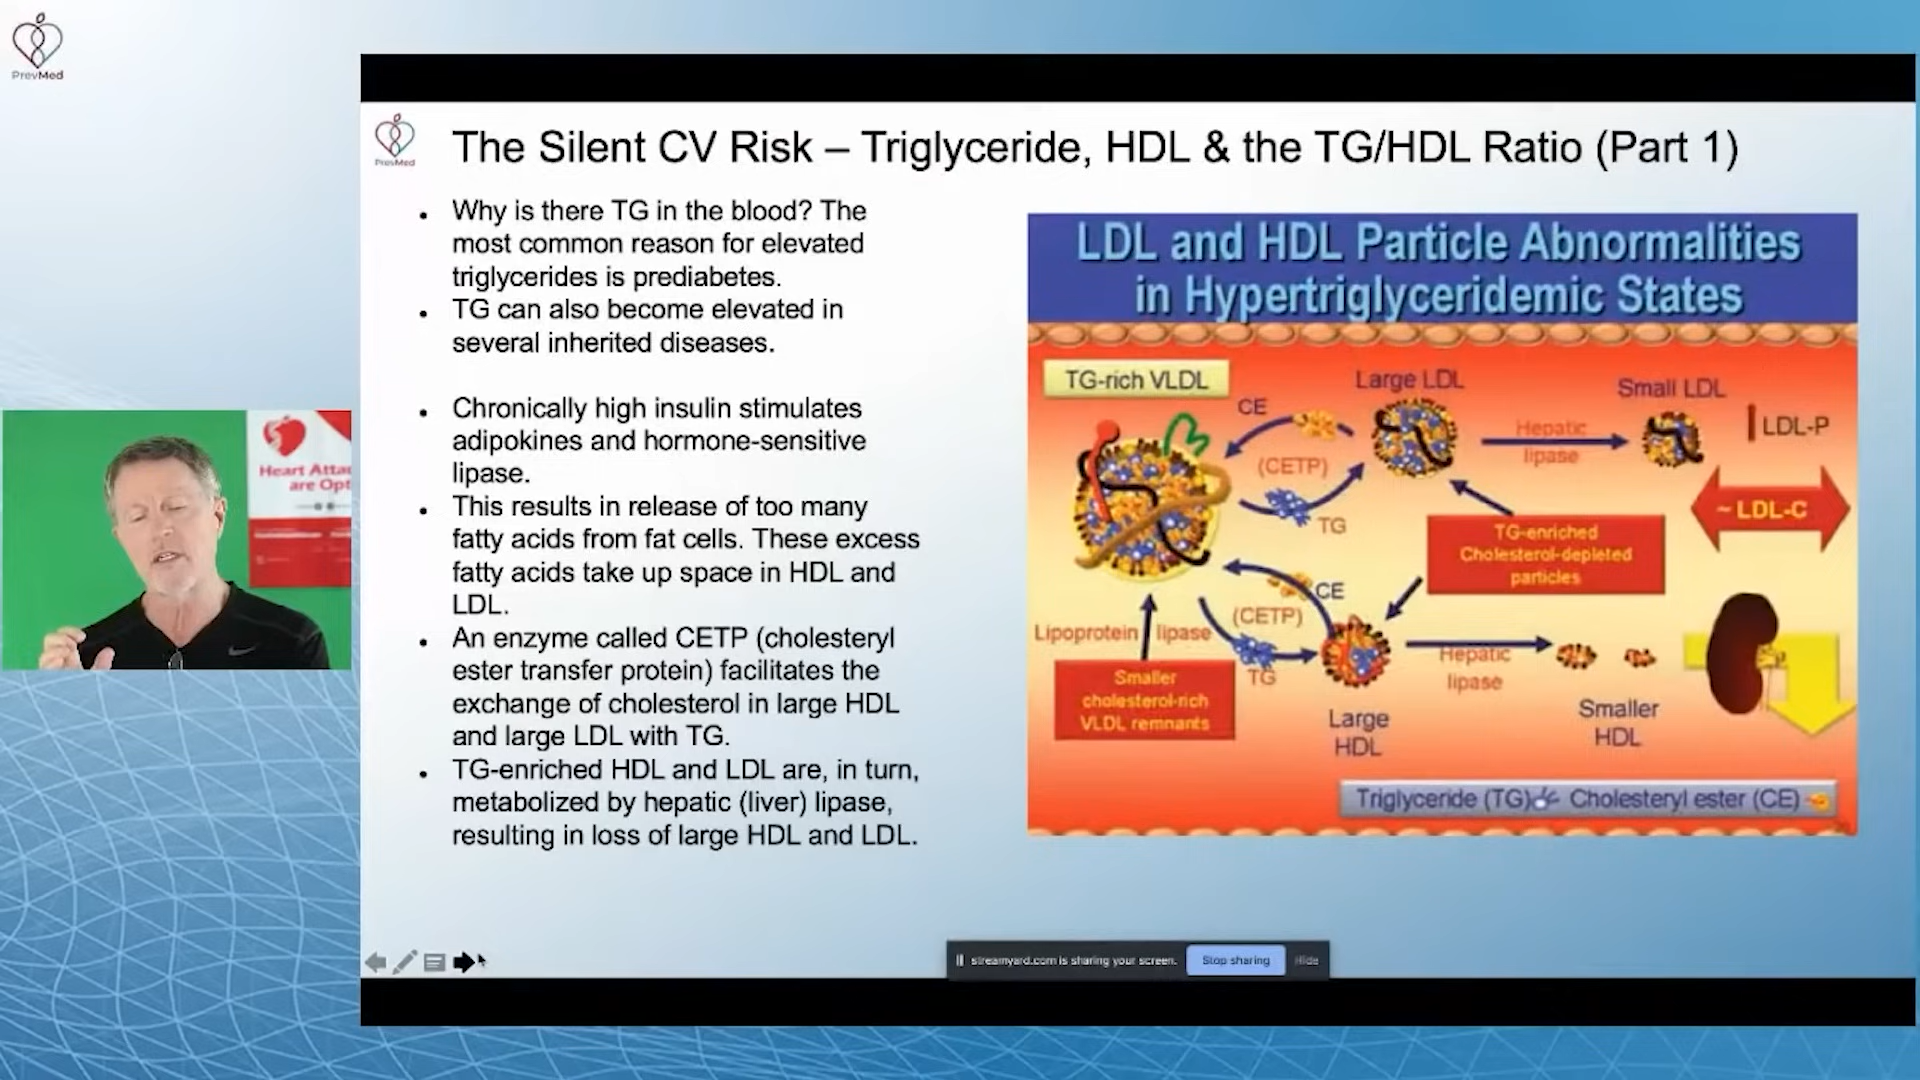 PrevMed
PrevMed
The Silent CV Risk – Triglyceride, HDL & the TG/HDL Ratio (Part 1)
• Why is there TG in the blood? The
most common reason for elevated
triglycerides is prediabetes.
• TG can also become elevated in
several inherited diseases.
• Chronically high insulin stimulates
adipokines and hormone-sensitive
lipase.
• This results in release of too many
fatty acids from fat cells. These excess
fatty acids take up space in HDL and
LDL.
• An enzyme called CETP (cholesteryl
ester transfer protein) facilitates the
exchange of cholesterol in large HDL
and large LDL with TG.
• TG-enriched HDL and LDL are, in turn,
metabolized by hepatic (liver) lipase,
resulting in loss of large HDL and LDL.
LDL and HDL Particle Abnormalities
in Hypertriglyceridemic States
TG-rich VLDL
CE
(CETP)
TG
Large LDL
Hepatic
lipase
Small LDL
LDL-P
~ LDL-C
TG-enriched
Cholesterol-depleted
particles
CE
(CETP)
TG
Lipoprotein lipase
Smaller
cholesterol-rich
VLDL remnants
Large
HDL
Hepatic
lipase
Smaller
HDL
Triglyceride (TG) Cholesteryl ester (CE)
Heart Atta
are Opt
streamyard.com is sharing your screen.
Stop sharing
Hide